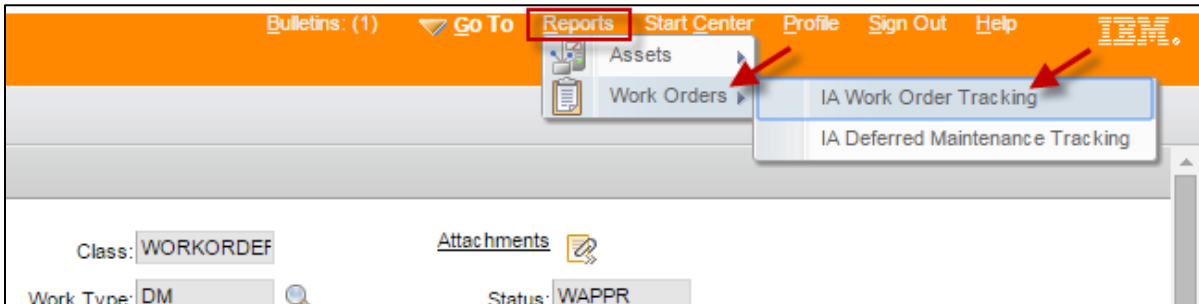 Bulletins: (1) Go To Reports Start Center Profile Sign Out Help IBM.
Assets
Work Orders IA Work Order Tracking
IA Deferred Maintenance Tracking
Class: WORKORDER Attachments
Work Type: DM Status: WAPPR